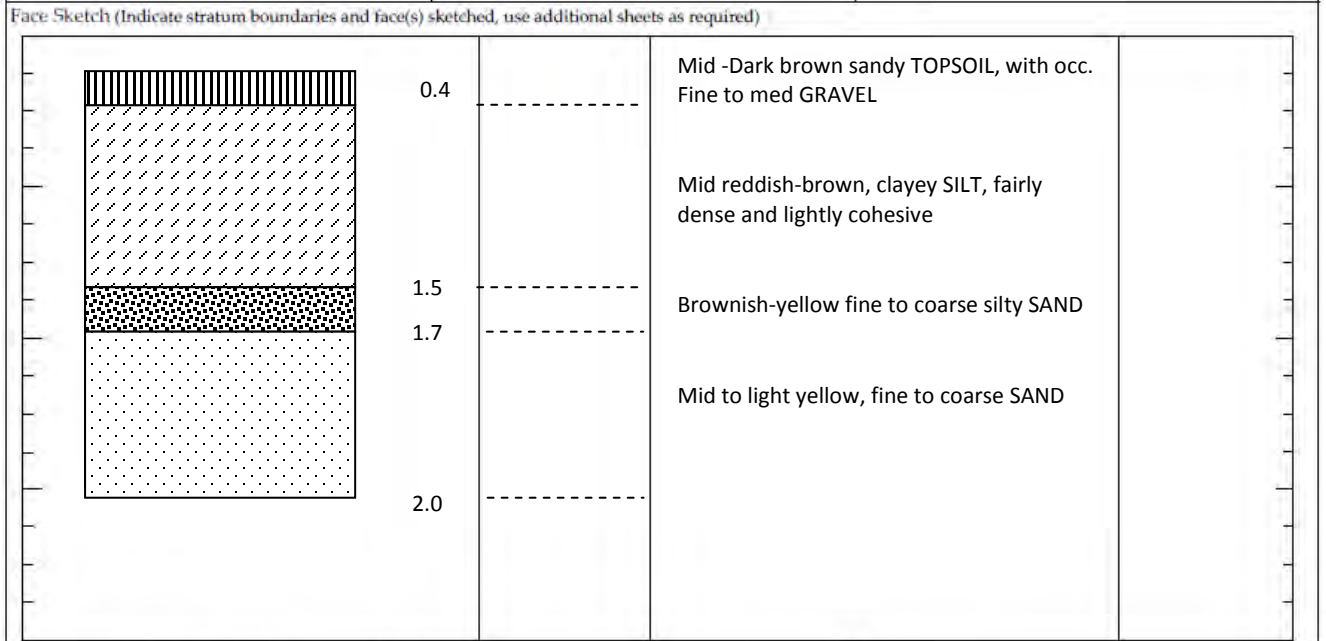 Face Sketch (Indicate stratum boundaries and face(s) sketched, use additional sheets as required)
0.4
Mid -Dark brown sandy TOPSOIL, with occ.
Fine to med GRAVEL
Mid reddish-brown, clayey SILT, fairly
dense and lightly cohesive
1.5
Brownish-yellow fine to coarse silty SAND
1.7
Mid to light yellow, fine to coarse SAND
2.0